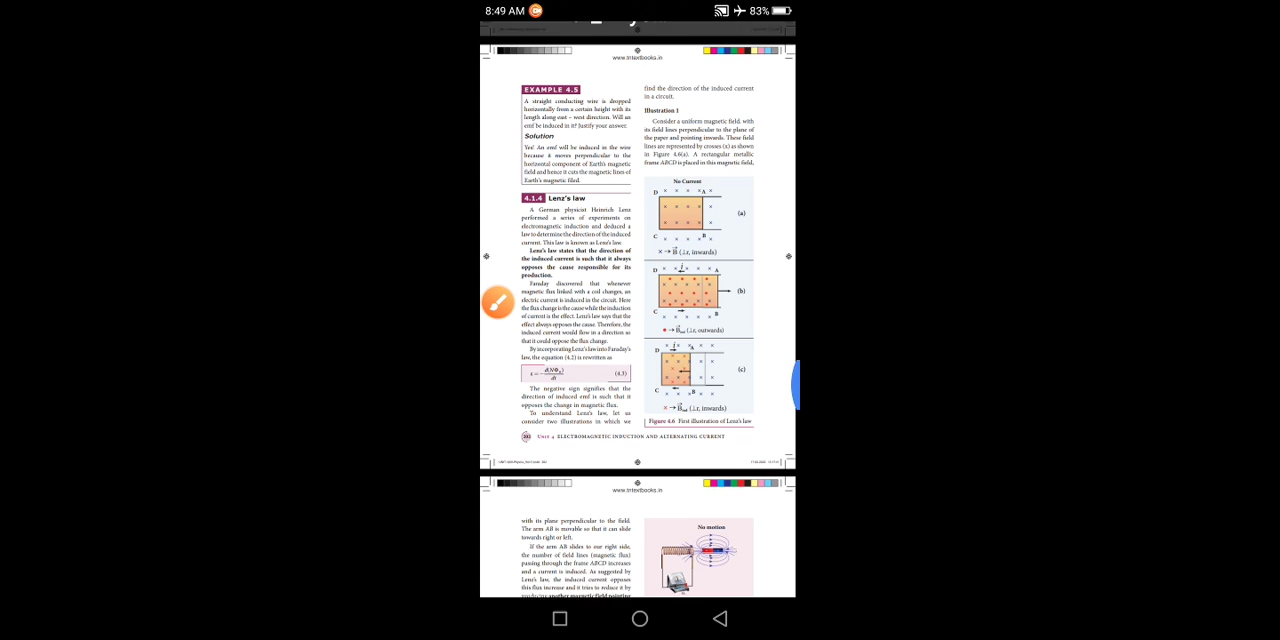 8:49 AM
83%
www.tntextbooks.in
EXAMPLE 4.5
A straight conducting wire is dropped
horizontally from a certain height with its
length along east – west direction. Will an
emf be induced in it? Justify your answer.
Solution
Yes! An emf will be induced in the wire
because it moves perpendicular to the
horizontal component of Earth's magnetic
field and hence it cuts the magnetic lines of
Earth's magnetic filed.
4.1.4 Lenz's law
A German physicist Heinrich Lenz
performed a series of experiments on
electromagnetic induction and deduced a
law to determine the direction of the induced
current. This law is known as Lenz's law.
Lenz's law states that the direction of
the induced current is such that it always
opposes the cause responsible for its
production.
Faraday discovered that whenever
magnetic flux linked with a coil changes, an
electric current is induced in the circuit. Here
the flux change is the cause while the induction
of current is the effect. Lenz's law says that the
effect always opposes the cause. Therefore, the
induced current would flow in a direction so
that it could oppose the flux change.
By incorporating Lenz's law into Faraday's
law, the equation (4.2) is rewritten as
ε = − d(NΦB)/dt (4.3)
The negative sign signifies that the
direction of induced emf is such that it
opposes the change in magnetic flux.
To understand Lenz's law, let us
consider two illustrations in which we
find the direction of the induced current
in a circuit.
Illustration 1
Consider a uniform magnetic field, with
its field lines perpendicular to the plane of
the paper and pointing inwards. These field
lines are represented by crosses (x) as shown
in Figure 4.6(a). A rectangular metallic
frame ABCD is placed in this magnetic field,
No Current
D A
(a)
C B
× → B (⊥r, inwards)
D i A
(b)
C B
• → Bind (⊥r, outwards)
D i A
(c)
C B
× → Bind (⊥r, inwards)
Figure 4.6 First illustration of Lenz's law
Unit 4 ELECTROMAGNETIC INDUCTION AND ALTERNATING CURRENT
www.tntextbooks.in
with its plane perpendicular to the field.
The arm AB is movable so that it can slide
towards right or left.
If the arm AB slides to our right side,
the number of field lines (magnetic flux)
passing through the frame ABCD increases
and a current is induced. As suggested by
Lenz's law, the induced current opposes
this flux increase and it tries to reduce it by
producing another magnetic field pointing
No motion